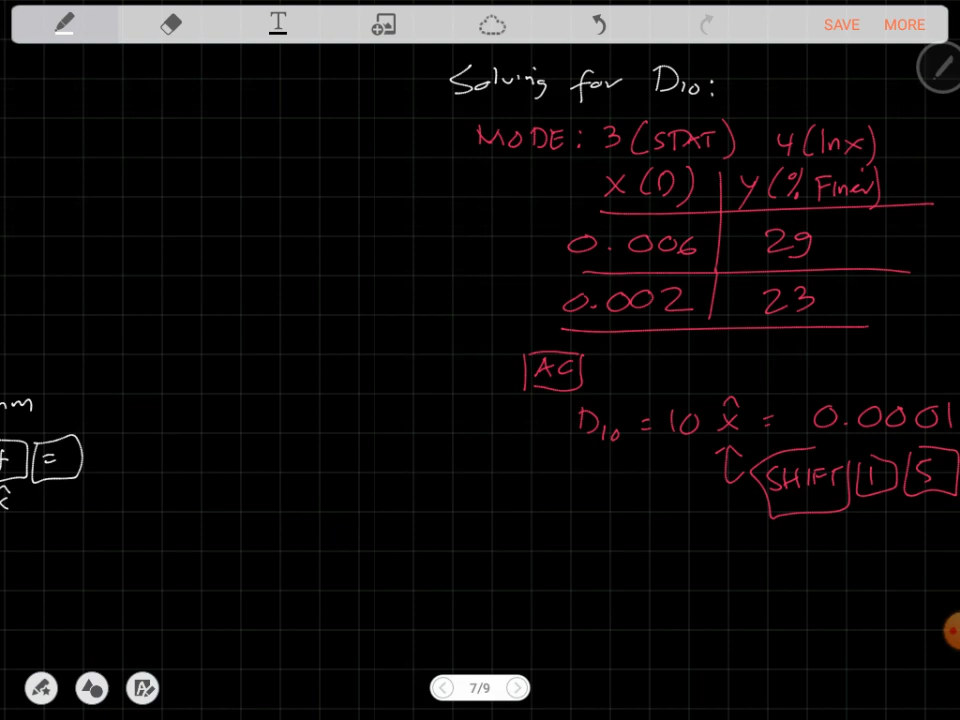 T
SAVE
MORE
Solving for D10:
MODE: 3 (STAT) 4 (lnx)
X (D) Y (% Finer)
0.006 29
0.002 23
AC
mm
D10 = 10 x̂ = 0.0001
=
x̂
SHIFT 1 5
A
7/9